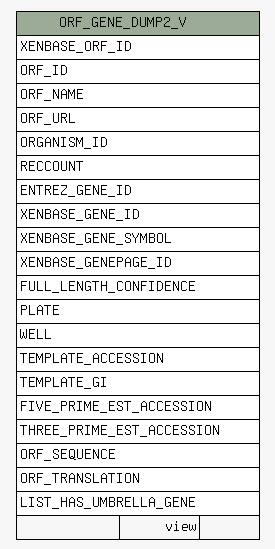 ORF_GENE_DUMP2_V
XENBASE_ORF_ID
ORF_ID
ORF_NAME
ORF_URL
ORGANISM_ID
RECCOUNT
ENTREZ_GENE_ID
XENBASE_GENE_ID
XENBASE_GENE_SYMBOL
XENBASE_GENEPAGE_ID
FULL_LENGTH_CONFIDENCE
PLATE
WELL
TEMPLATE_ACCESSION
TEMPLATE_GI
FIVE_PRIME_EST_ACCESSION
THREE_PRIME_EST_ACCESSION
ORF_SEQUENCE
ORF_TRANSLATION
LIST_HAS_UMBRELLA_GENE
view